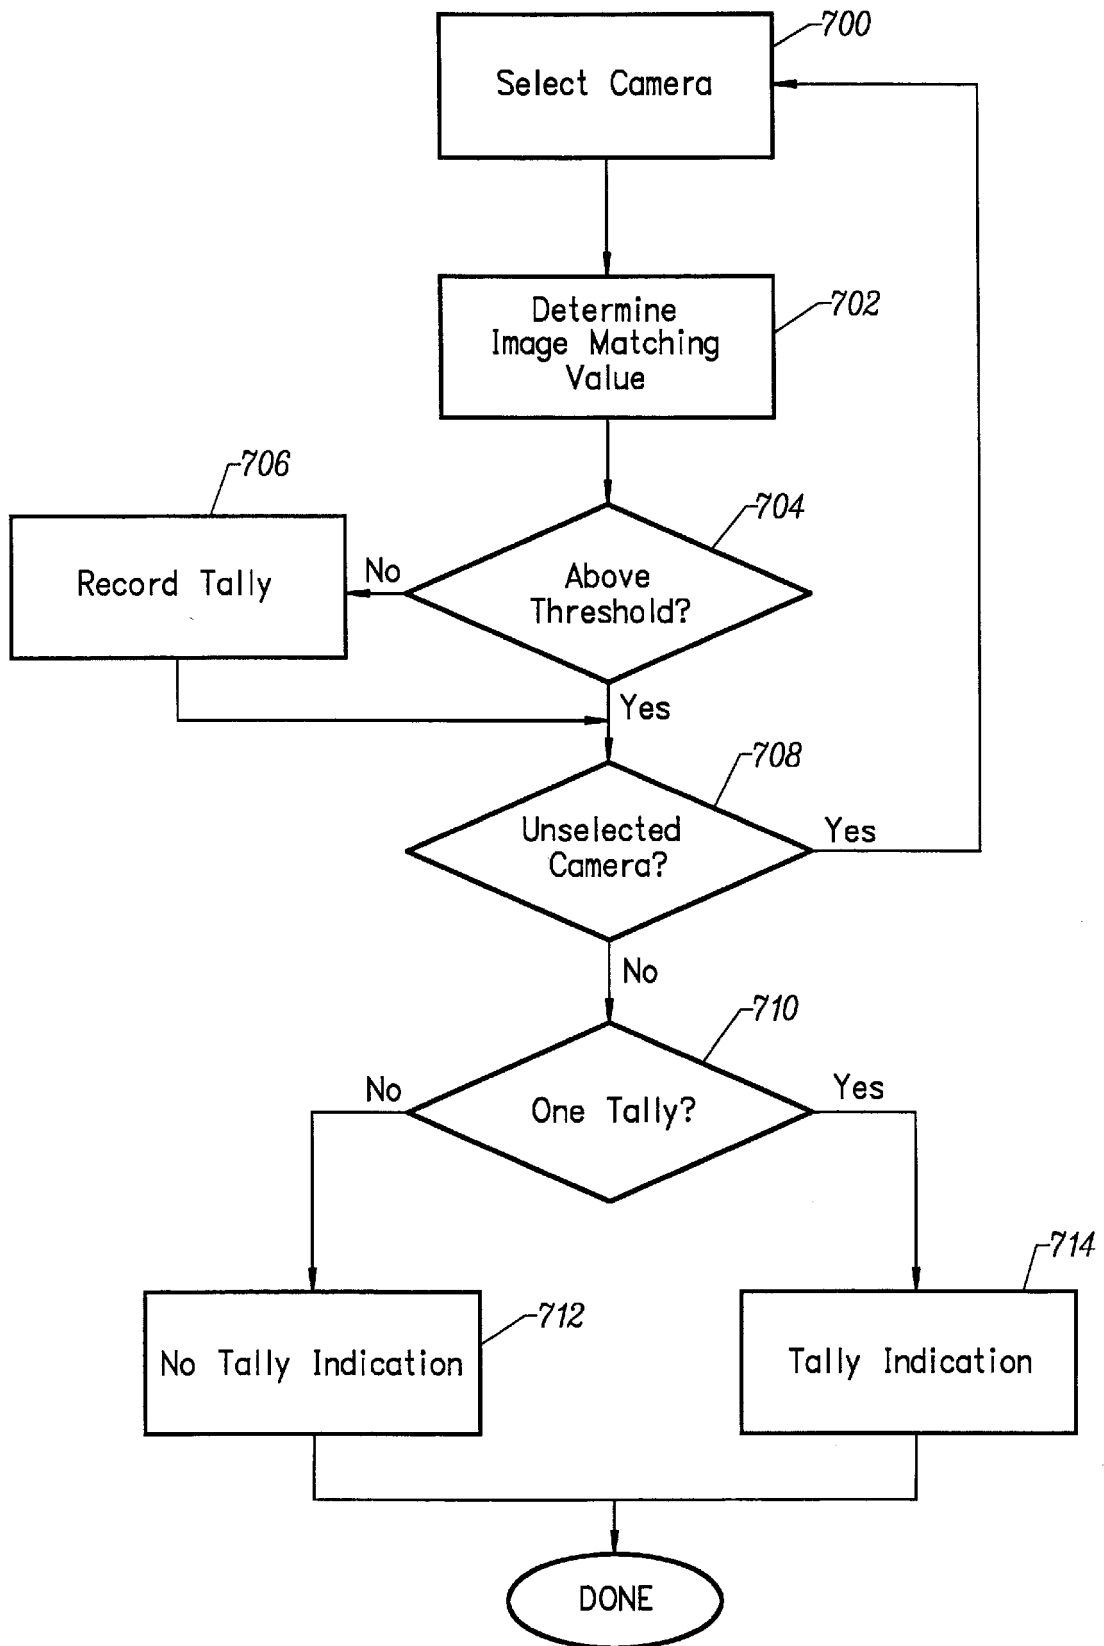 700
Select Camera
702
Determine
Image Matching
Value
706
704
Record Tally
No
Above
Threshold?
Yes
708
Unselected
Camera?
Yes
No
710
No
One Tally?
Yes
714
712
No Tally Indication
Tally Indication
DONE